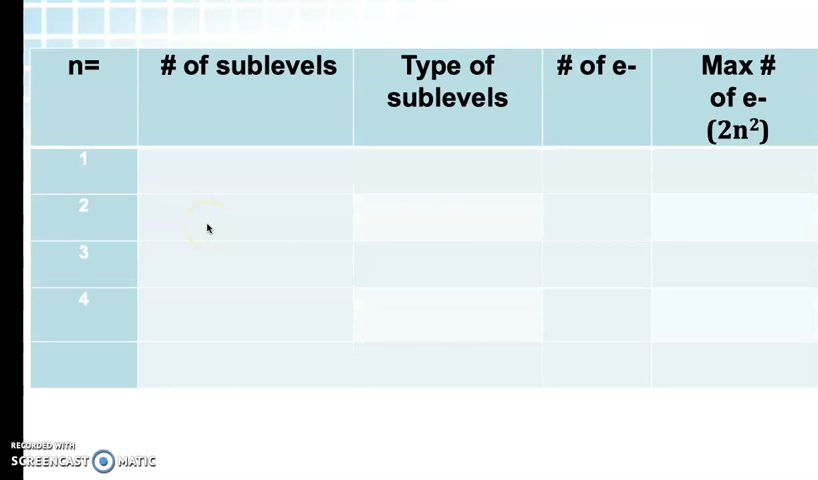 n=
# of sublevels
Type of
sublevels
# of e-
Max #
of e-
(2n²)
1
2
3
4
RECORDED WITH
SCREENCAST MATIC